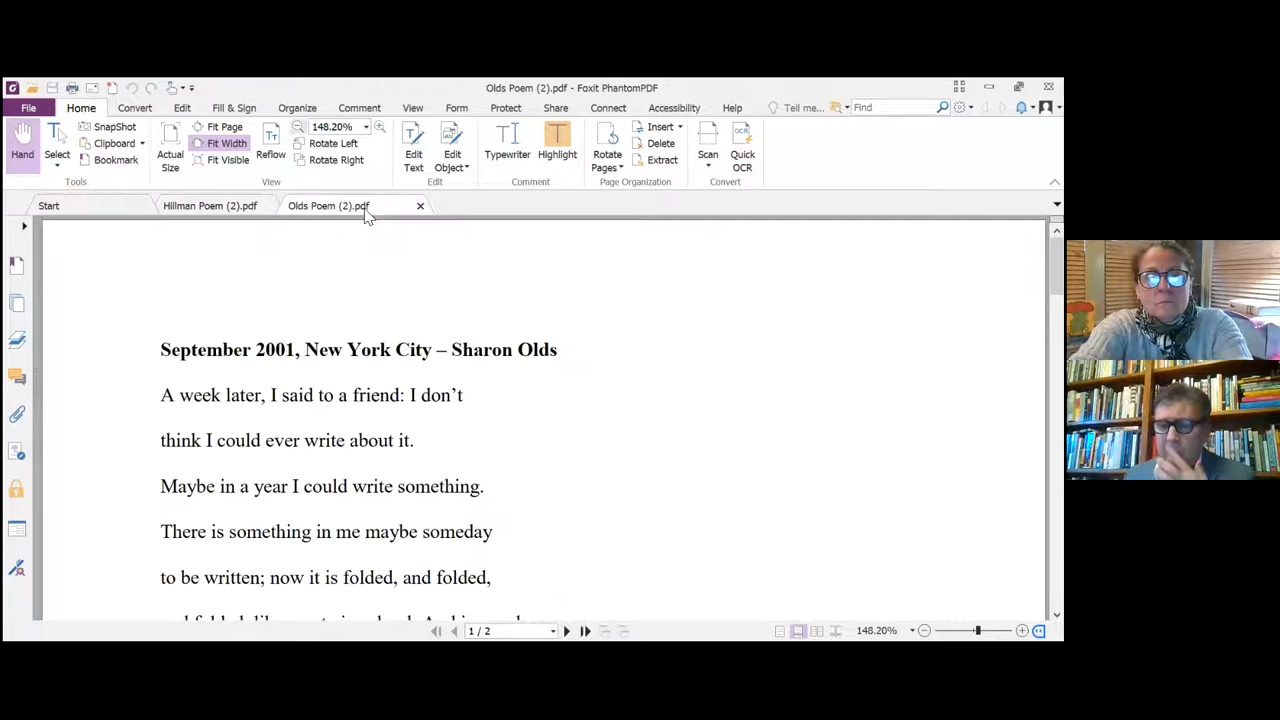 Olds Poem (2).pdf - Foxit PhantomPDF
File Home Convert Edit Fill & Sign Organize Comment View Form Protect Share Connect Accessibility Help Tell me... Find
Hand
Select
SnapShot
Clipboard
Bookmark
Tools
Actual Size
Fit Page
Fit Width
Fit Visible
Reflow
148.20%
Rotate Left
Rotate Right
View
Edit Text
Edit Object
Edit
Typewriter
Highlight
Comment
Rotate Pages
Insert
Delete
Extract
Page Organization
Scan
Quick OCR
Convert
Start Hillman Poem (2).pdf Olds Poem (2).pdf
September 2001, New York City – Sharon Olds
A week later, I said to a friend: I don’t
think I could ever write about it.
Maybe in a year I could write something.
There is something in me maybe someday
to be written; now it is folded, and folded,
1 / 2 148.20%